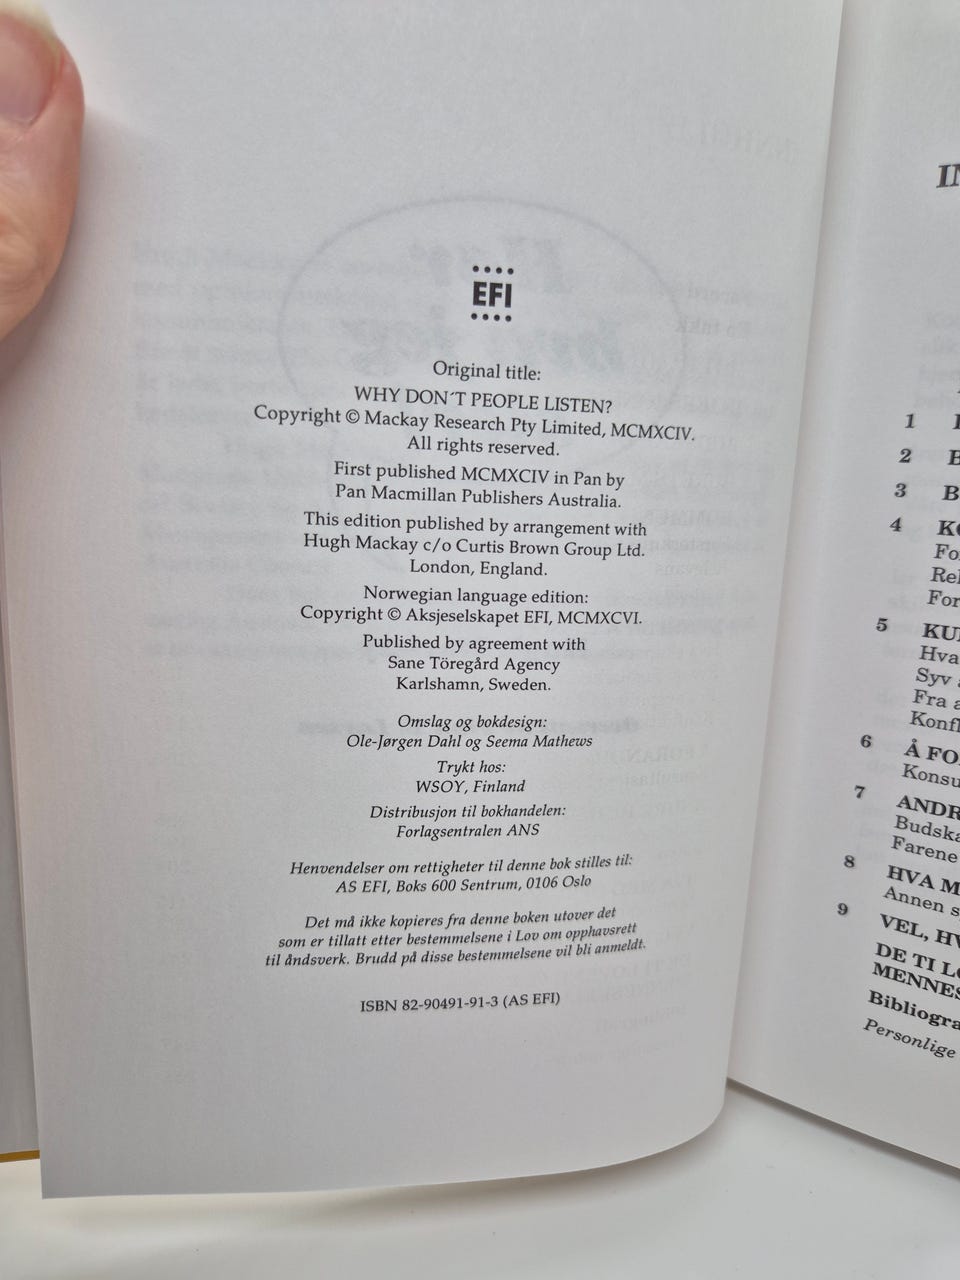 EFI
Original title:
WHY DON´T PEOPLE LISTEN?
Copyright © Mackay Research Pty Limited, MCMXCIV.
All rights reserved.
First published MCMXCIV in Pan by
Pan Macmillan Publishers Australia.
This edition published by arrangement with
Hugh Mackay c/o Curtis Brown Group Ltd.
London, England.
Norwegian language edition:
Copyright © Aksjeselskapet EFI, MCMXCVI.
Published by agreement with
Sane Töregård Agency
Karlshamn, Sweden.
Omslag og bokdesign:
Ole-Jørgen Dahl og Seema Mathews
Trykt hos:
WSOY, Finland
Distribusjon til bokhandelen:
Forlagsentralen ANS
Henvendelser om rettigheter til denne bok stilles til:
AS EFI, Boks 600 Sentrum, 0106 Oslo
Det må ikke kopieres fra denne boken utover det
som er tillatt etter bestemmelsene i Lov om opphavsrett
til åndsverk. Brudd på disse bestemmelsene vil bli anmeldt.
ISBN 82-90491-91-3 (AS EFI)
1
2
3
4
Rel
For
5
Hva
Syv
Fra a
Konfl
6 Å FO
Konsu
7 ANDR
Budska
Farene
8 HVA M
Annen s
9 VEL, HV
DE TI L
MENNES
Bibliogra
Personlige